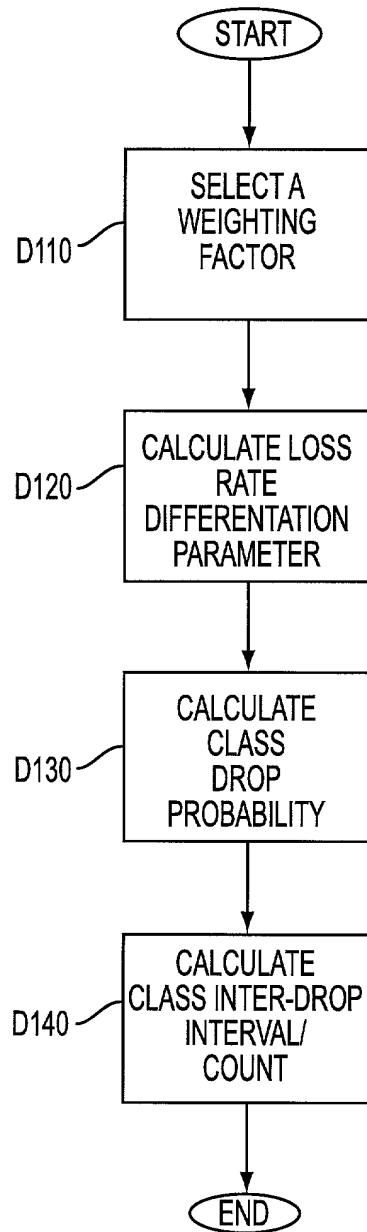 START
SELECT A
WEIGHTING
FACTOR
D110
CALCULATE LOSS
RATE
DIFFERENTATION
PARAMETER
D120
CALCULATE
CLASS
DROP
PROBABILITY
D130
CALCULATE
CLASS INTER-DROP
INTERVAL/
COUNT
D140
END